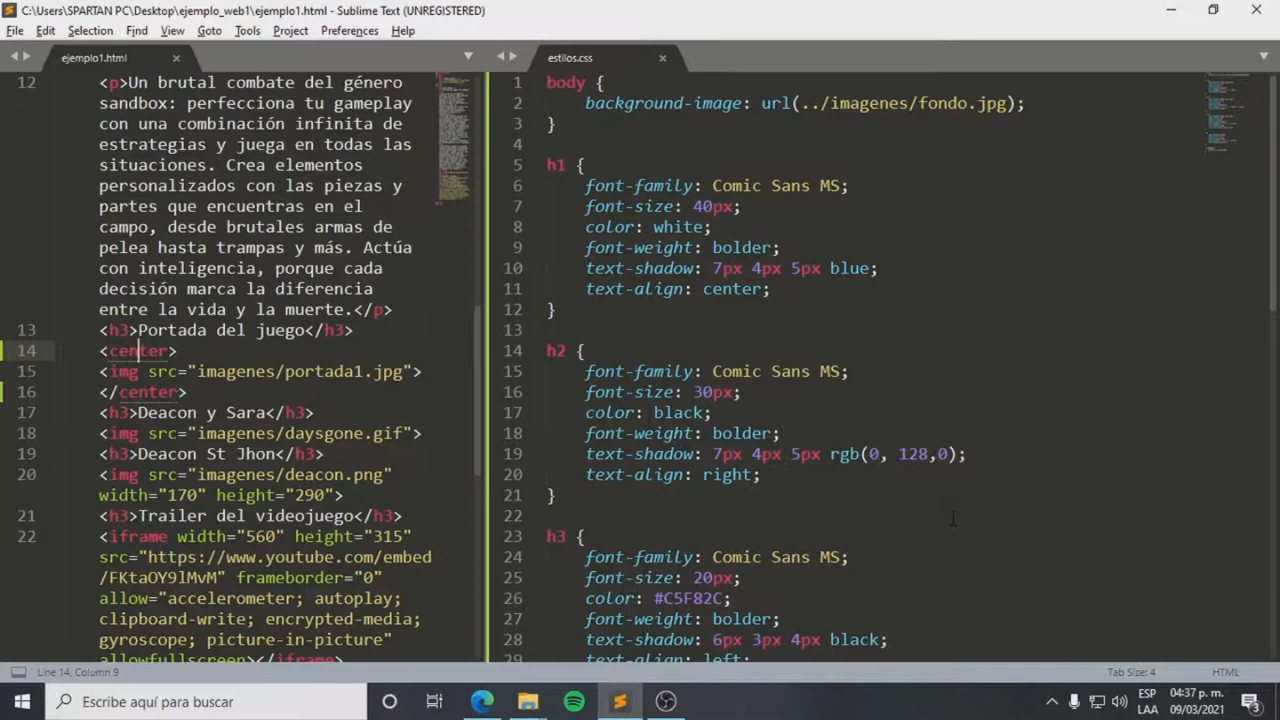 C:\Users\SPARTAN PC\Desktop\ejemplo_web1\ejemplo1.html - Sublime Text (UNREGISTERED)
File Edit Selection Find View Goto Tools Project Preferences Help
ejemplo1.html
12 <p>Un brutal combate del género
sandbox: perfecciona tu gameplay
con una combinación infinita de
estrategias y juega en todas las
situaciones. Crea elementos
personalizados con las piezas y
partes que encuentras en el
campo, desde brutales armas de
pelea hasta trampas y más. Actúa
con inteligencia, porque cada
decisión marca la diferencia
entre la vida y la muerte.</p>
13 <h3>Portada del juego</h3>
14 <center>
15 <img src="imagenes/portada1.jpg">
16 </center>
17 <h3>Deacon y Sara</h3>
18 <img src="imagenes/daysgone.gif">
19 <h3>Deacon St Jhon</h3>
20 <img src="imagenes/deacon.png"
width="170" height="290">
21 <h3>Trailer del videojuego</h3>
22 <iframe width="560" height="315"
src="https://www.youtube.com/embed
/FKtaOY9lMvM" frameborder="0"
allow="accelerometer; autoplay;
clipboard-write; encrypted-media;
gyroscope; picture-in-picture"
allowfullscreen></iframe>
estilos.css
1 body {
2 background-image: url(../imagenes/fondo.jpg);
3 }
4
5 h1 {
6 font-family: Comic Sans MS;
7 font-size: 40px;
8 color: white;
9 font-weight: bolder;
10 text-shadow: 7px 4px 5px blue;
11 text-align: center;
12 }
13
14 h2 {
15 font-family: Comic Sans MS;
16 font-size: 30px;
17 color: black;
18 font-weight: bolder;
19 text-shadow: 7px 4px 5px rgb(0, 128,0);
20 text-align: right;
21 }
22
23 h3 {
24 font-family: Comic Sans MS;
25 font-size: 20px;
26 color: #C5F82C;
27 font-weight: bolder;
28 text-shadow: 6px 3px 4px black;
29 text-align: left;
Line 14, Column 9
Tab Size: 4
HTML
Escribe aquí para buscar
ESP
LAA
04:37 p. m.
09/03/2021
3